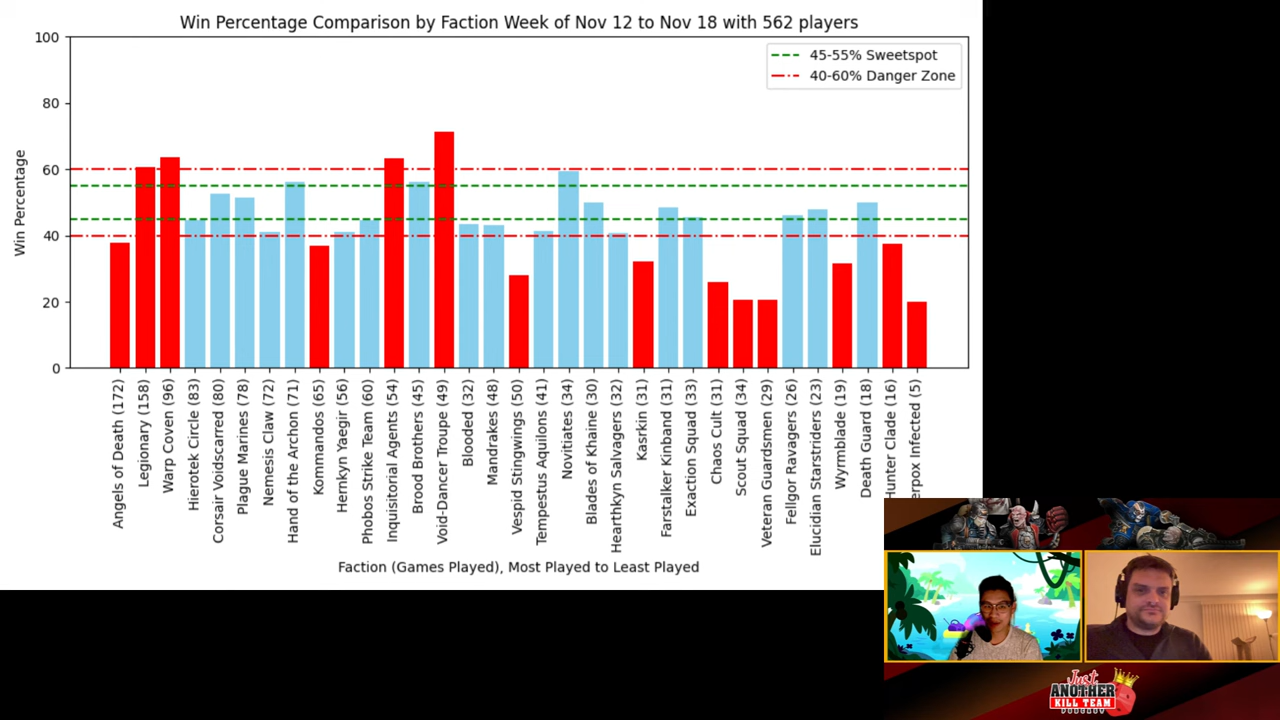 Win Percentage Comparison by Faction Week of Nov 12 to Nov 18 with 562 players
45-55% Sweetspot
40-60% Danger Zone
Win Percentage
100
80
60
40
20
0
Angels of Death (172)
Legionary (158)
Warp Coven (96)
Hierotek Circle (83)
Corsair Voidscarred (80)
Plague Marines (78)
Nemesis Claw (72)
Hand of the Archon (71)
Kommandos (65)
Hernkyn Yaegir (56)
Phobos Strike Team (60)
Inquisitorial Agents (54)
Brood Brothers (45)
Void-Dancer Troupe (49)
Blooded (32)
Mandrakes (48)
Vespid Stingwings (50)
Tempestus Aquilons (41)
Novitiates (34)
Blades of Khaine (30)
Hearthkyn Salvagers (32)
Kasrkin (31)
Farstalker Kinband (31)
Exaction Squad (33)
Chaos Cult (31)
Scout Squad (34)
Veteran Guardsmen (29)
Fellgor Ravagers (26)
Elucidian Starstriders (23)
Wyrmblade (19)
Death Guard (18)
Hunter Clade (16)
erpox Infected (5)
Faction (Games Played), Most Played to Least Played
Just
ANOTHER
KILL TEAM
PODCAST